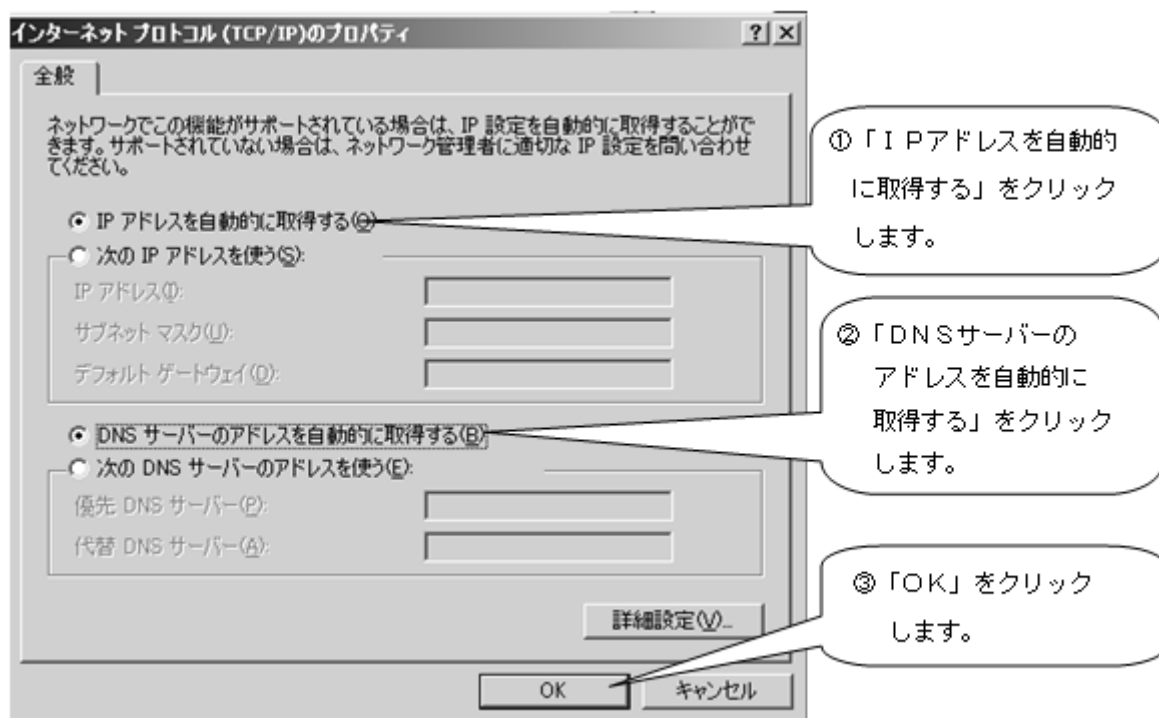 インターネット プロトコル (TCP/IP)のプロパティ
全般
ネットワークでこの機能がサポートされている場合は、IP 設定を自動的に取得することがで
きます。サポートされていない場合は、ネットワーク管理者に適切な IP 設定を問い合わせ
てください。
IP アドレスを自動的に取得する(O)
次の IP アドレスを使う(S):
IP アドレス(I):
サブネット マスク(U):
デフォルト ゲートウェイ(D):
DNS サーバーのアドレスを自動的に取得する(B)
次の DNS サーバーのアドレスを使う(E):
優先 DNS サーバー(P):
代替 DNS サーバー(A):
詳細設定(V)...
OK
キャンセル
①「ＩＰアドレスを自動的
に取得する」をクリック
します。
②「ＤＮＳサーバーの
アドレスを自動的に
取得する」をクリック
します。
③「ＯＫ」をクリック
します。